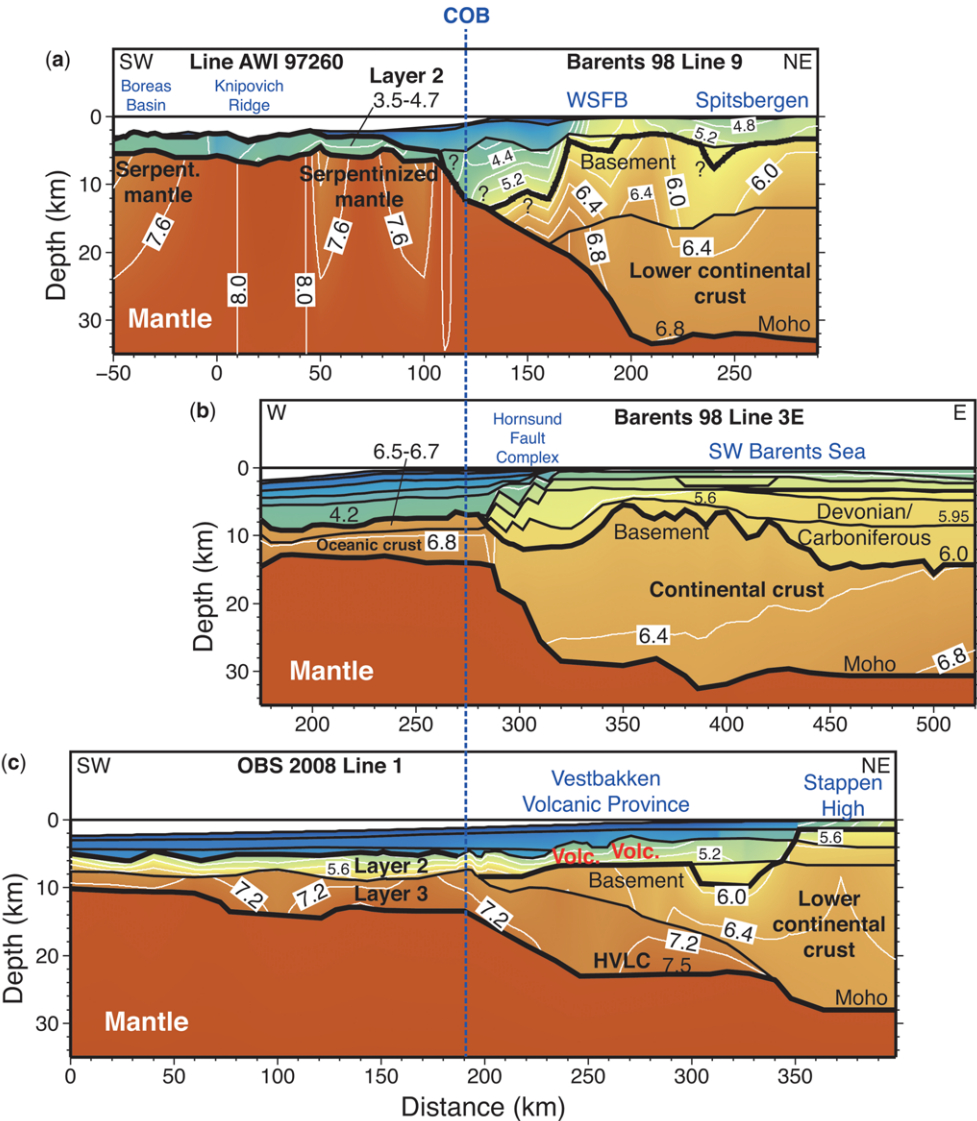 COB
(a)
SW
Line AWI 97260
Barents 98 Line 9
NE
Boreas
Basin
Knipovich
Ridge
Layer 2
3.5-4.7
WSFB
Spitsbergen
0
10
20
30
Depth (km)
Serpent.
mantle
Serpentinized
mantle
?
?
?
?
4.4
5.2
5.2
4.8
Basement
6.4
6.4
6.0
6.0
7.6
7.6
7.6
8.0
8.0
6.8
6.4
Lower continental
crust
Mantle
6.8
Moho
−50
0
50
100
150
200
250
(b)
W
Barents 98 Line 3E
E
Hornsund
Fault
Complex
6.5-6.7
SW Barents Sea
0
10
20
30
Depth (km)
4.2
5.6
Devonian/
Carboniferous
5.95
Basement
Oceanic crust
6.8
6.0
Continental crust
6.4
Mantle
Moho
6.8
200
250
300
350
400
450
500
(c)
SW
OBS 2008 Line 1
NE
Vestbakken
Volcanic Province
Stappen
High
0
10
20
30
Depth (km)
5.6
Layer 2
Volc.
Volc.
5.2
5.6
Basement
6.0
7.2
7.2
Layer 3
7.2
6.4
7.2
Lower
continental
crust
HVLC
7.5
Mantle
Moho
0
50
100
150
200
250
300
350
Distance (km)